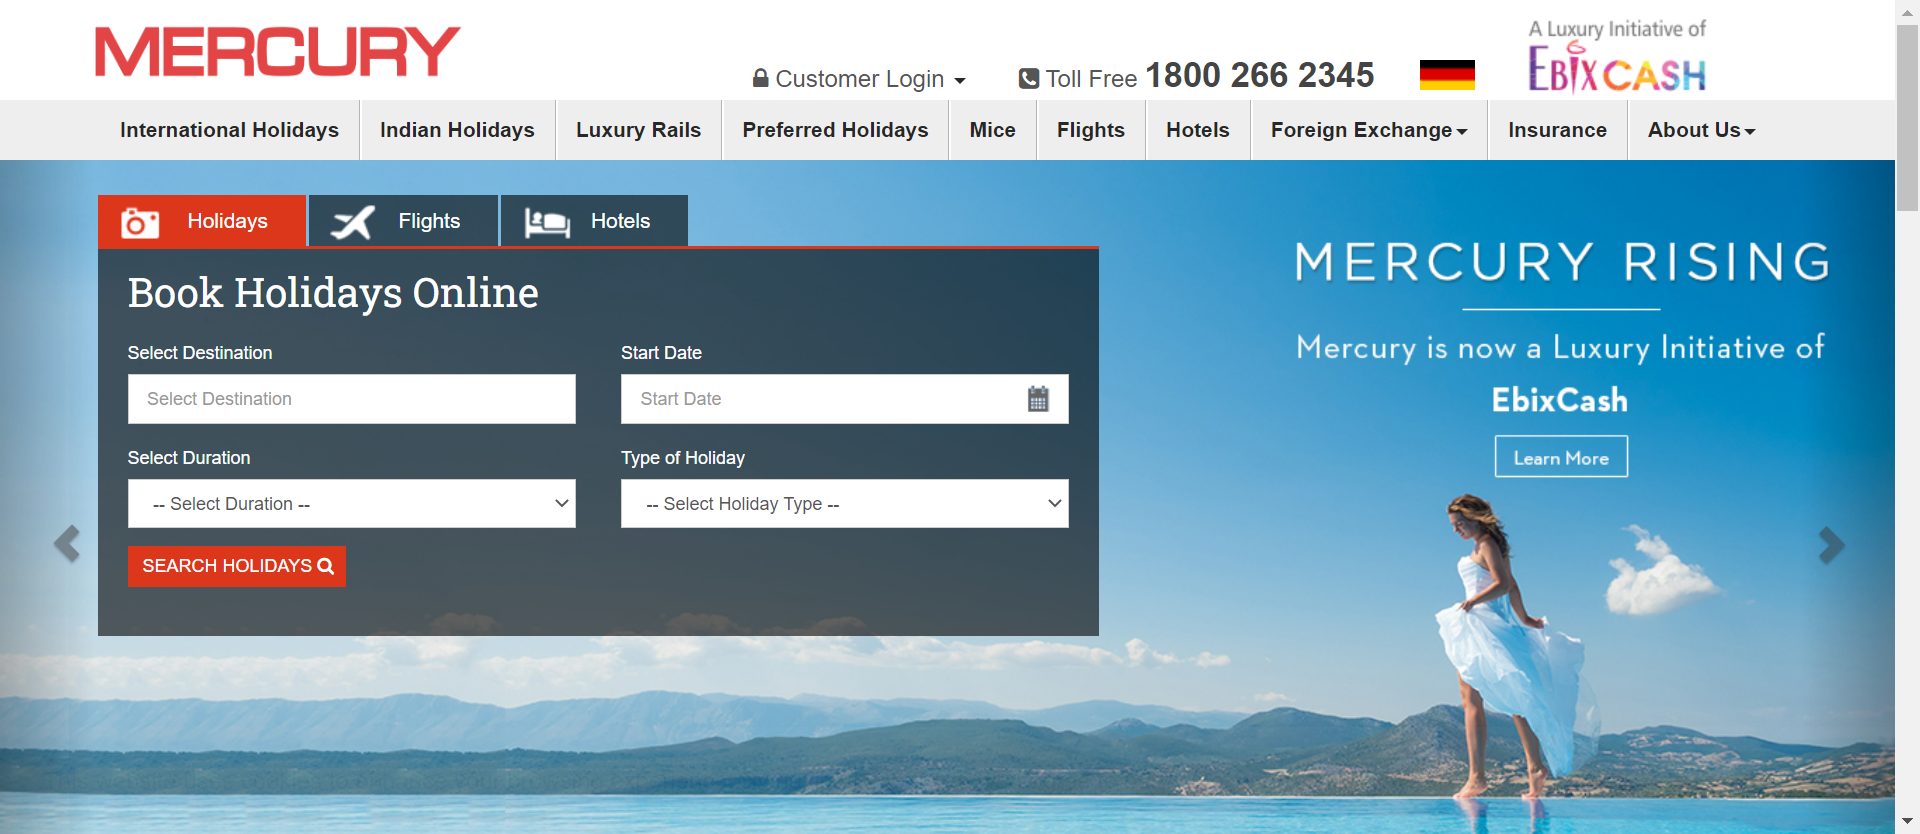 MERCURY
Customer Login
Toll Free 1800 266 2345
A Luxury Initiative of
EBIXCASH
International Holidays
Indian Holidays
Luxury Rails
Preferred Holidays
Mice
Flights
Hotels
Foreign Exchange
Insurance
About Us
Holidays
Flights
Hotels
Book Holidays Online
Select Destination
Start Date
Select Destination
Start Date
Select Duration
Type of Holiday
-- Select Duration --
-- Select Holiday Type --
SEARCH HOLIDAYS
MERCURY RISING
Mercury is now a Luxury Initiative of
EbixCash
Learn More